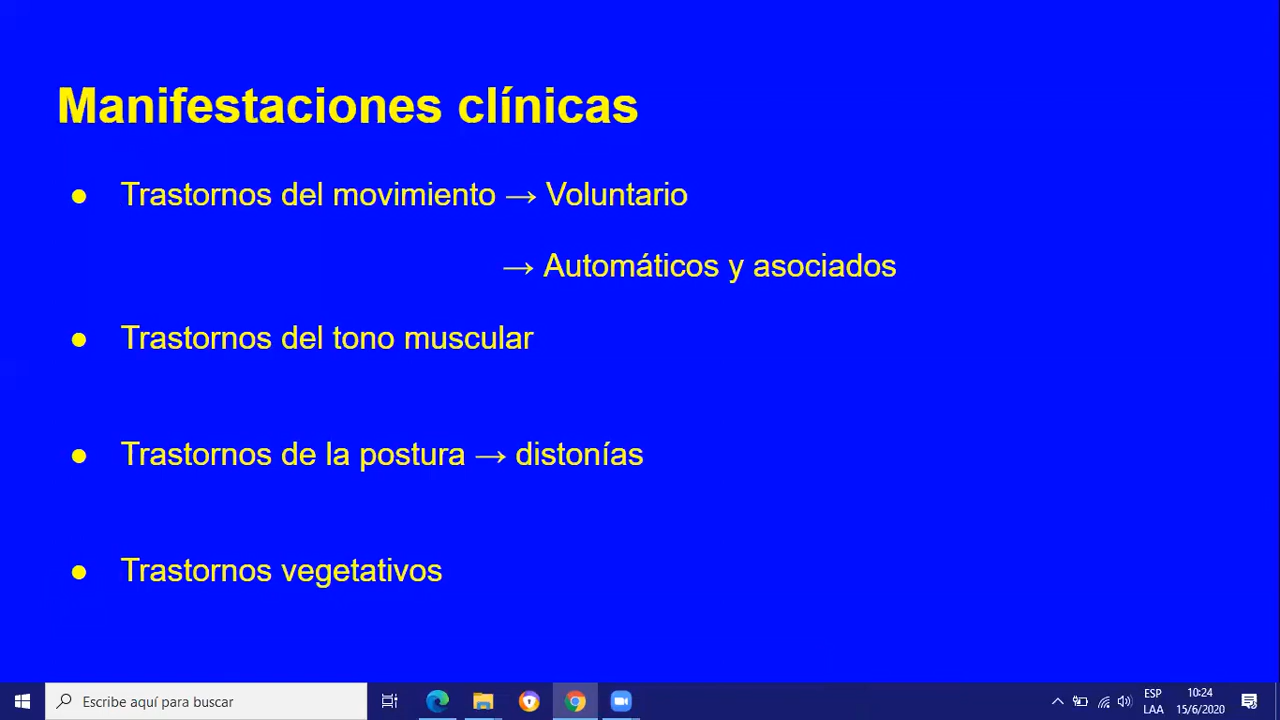 Manifestaciones clínicas
● Trastornos del movimiento → Voluntario
→ Automáticos y asociados
● Trastornos del tono muscular
● Trastornos de la postura → distonías
● Trastornos vegetativos
Escribe aquí para buscar
ESP
LAA
10:24
15/6/2020